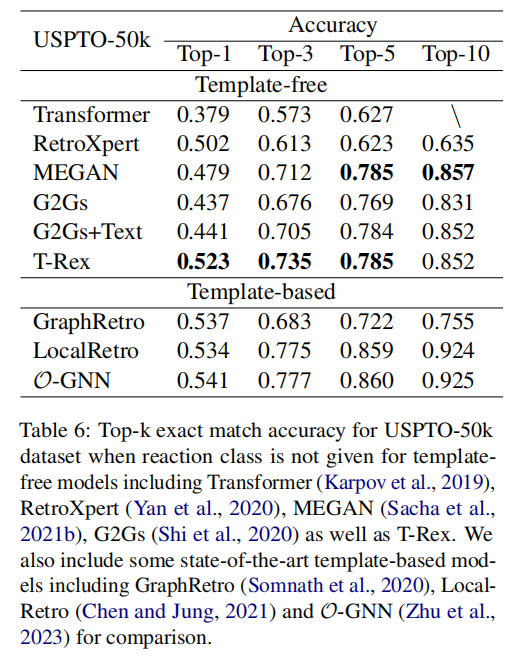 USPTO-50k Accuracy
Top-1 Top-3 Top-5 Top-10
Template-free
Transformer 0.379 0.573 0.627 \
RetroXpert 0.502 0.613 0.623 0.635
MEGAN 0.479 0.712 0.785 0.857
G2Gs 0.437 0.676 0.769 0.831
G2Gs+Text 0.441 0.705 0.784 0.852
T-Rex 0.523 0.735 0.785 0.852
Template-based
GraphRetro 0.537 0.683 0.722 0.755
LocalRetro 0.534 0.775 0.859 0.924
𝒪-GNN 0.541 0.777 0.860 0.925
Table 6: Top-k exact match accuracy for USPTO-50k
dataset when reaction class is not given for template-
free models including Transformer (Karpov et al., 2019),
RetroXpert (Yan et al., 2020), MEGAN (Sacha et al.,
2021b), G2Gs (Shi et al., 2020) as well as T-Rex. We
also include some state-of-the-art template-based mod-
els including GraphRetro (Somnath et al., 2020), Local-
Retro (Chen and Jung, 2021) and 𝒪-GNN (Zhu et al.,
2023) for comparison.